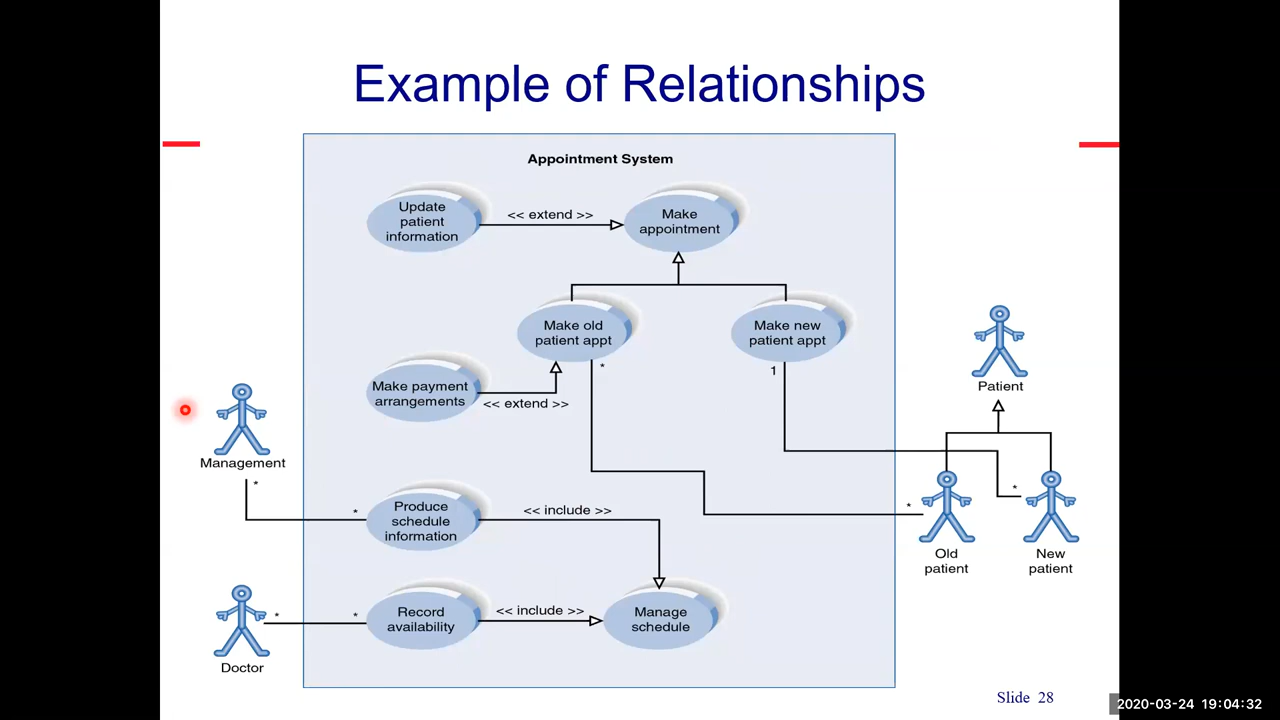 Example of Relationships
Appointment System
Update
patient
information
<< extend >>
Make
appointment
Make old
patient appt
Make new
patient appt
*
1
Patient
Make payment
arrangements
<< extend >>
Management
*
*
Produce
schedule
information
<< include >>
*
*
Old
patient
New
patient
Record
availability
*
*
<< include >>
Manage
schedule
Doctor
Slide 28
2020-03-24 19:04:32